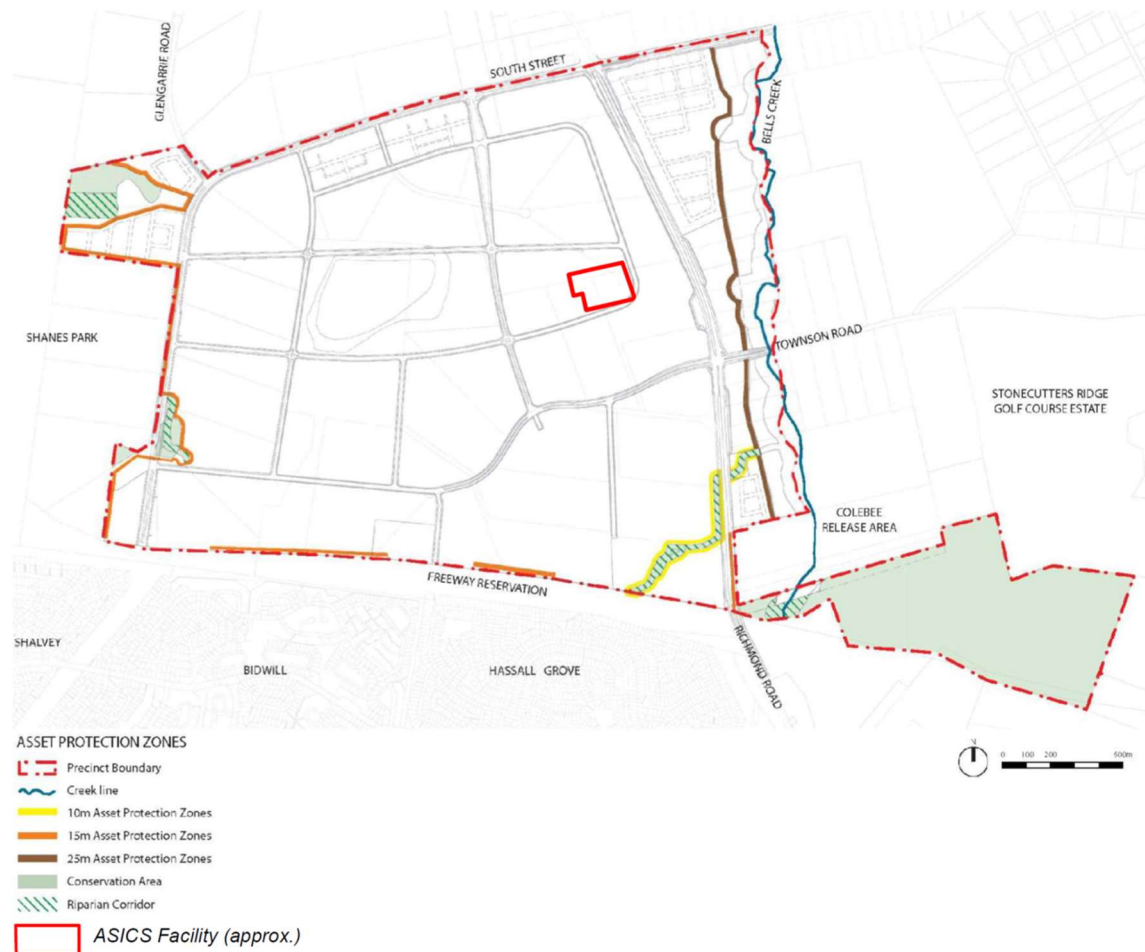 GLENGARRIE ROAD
SOUTH STREET
BELLS CREEK
SHANES PARK
TOWNSON ROAD
STONECUTTERS RIDGE
GOLF COURSE ESTATE
COLEBEE
RELEASE AREA
FREEWAY RESERVATION
SHALVEY
BIDWILL
HASSALL GROVE
RICHMOND ROAD
ASSET PROTECTION ZONES
Precinct Boundary
Creek line
10m Asset Protection Zones
15m Asset Protection Zones
25m Asset Protection Zones
Conservation Area
Riparian Corridor
ASICS Facility (approx.)
N
0 100 200 500m